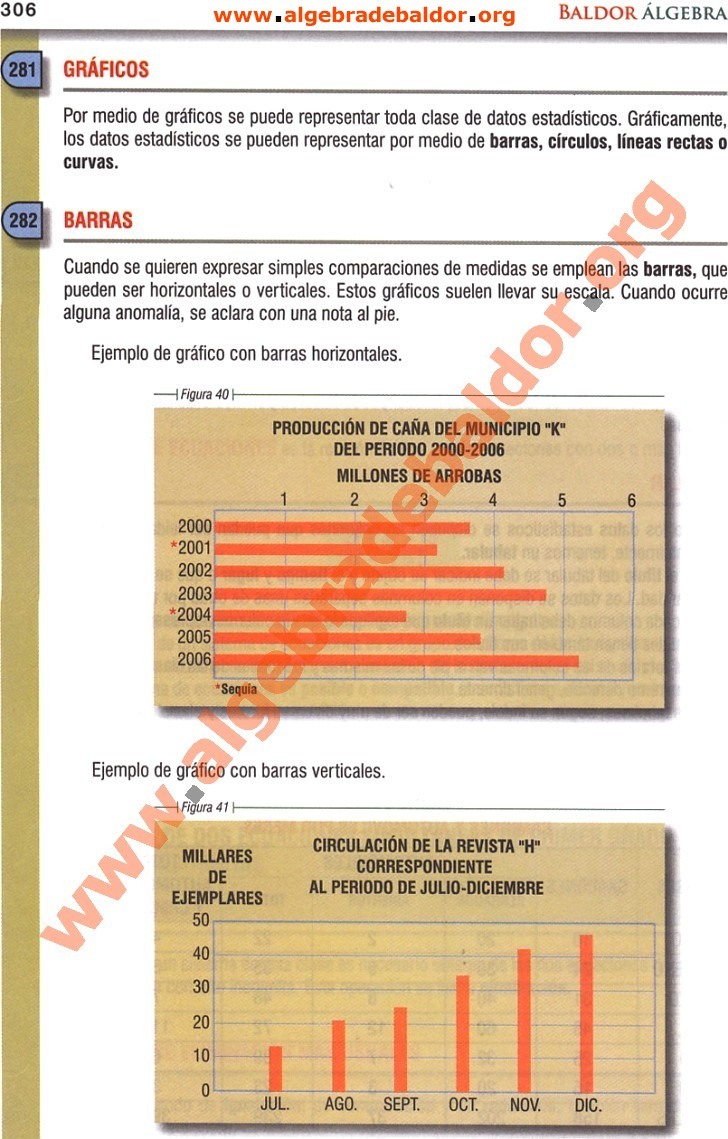 306
www.algebradebaldor.org
BALDOR ÁLGEBRA
281
GRÁFICOS
Por medio de gráficos se puede representar toda clase de datos estadísticos. Gráficamente,
los datos estadísticos se pueden representar por medio de barras, círculos, líneas rectas o
curvas.
282
BARRAS
Cuando se quieren expresar simples comparaciones de medidas se emplean las barras, que
pueden ser horizontales o verticales. Estos gráficos suelen llevar su escala. Cuando ocurre
alguna anomalía, se aclara con una nota al pie.
Ejemplo de gráfico con barras horizontales.
Figura 40
PRODUCCIÓN DE CAÑA DEL MUNICIPIO "K"
DEL PERIODO 2000-2006
MILLONES DE ARROBAS
1 2 3 4 5 6
2000
*2001
2002
2003
*2004
2005
2006
*Sequía
Ejemplo de gráfico con barras verticales.
Figura 41
MILLARES
DE
EJEMPLARES
CIRCULACIÓN DE LA REVISTA "H"
CORRESPONDIENTE
AL PERIODO DE JULIO-DICIEMBRE
50
40
30
20
10
0
JUL. AGO. SEPT. OCT. NOV. DIC.
www.algebradebaldor.org